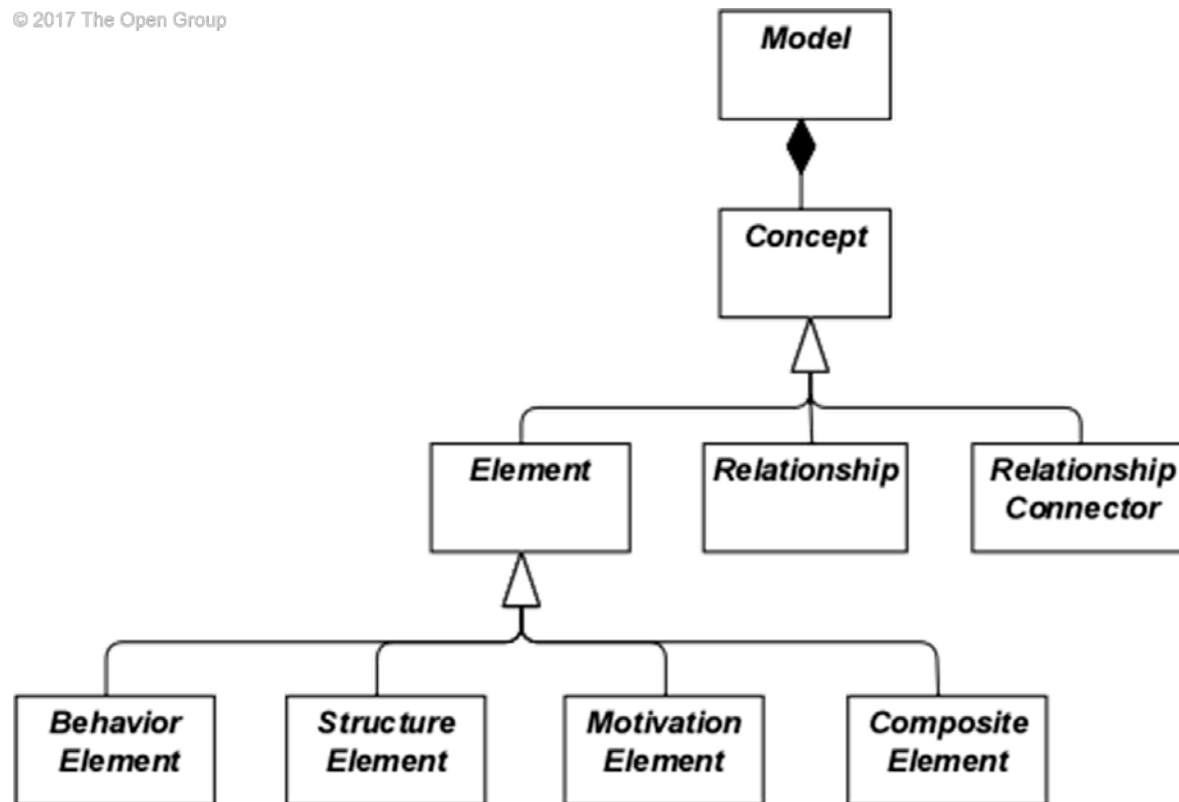 © 2017 The Open Group
Model
Concept
Element
Relationship
Relationship
Connector
Behavior
Element
Structure
Element
Motivation
Element
Composite
Element